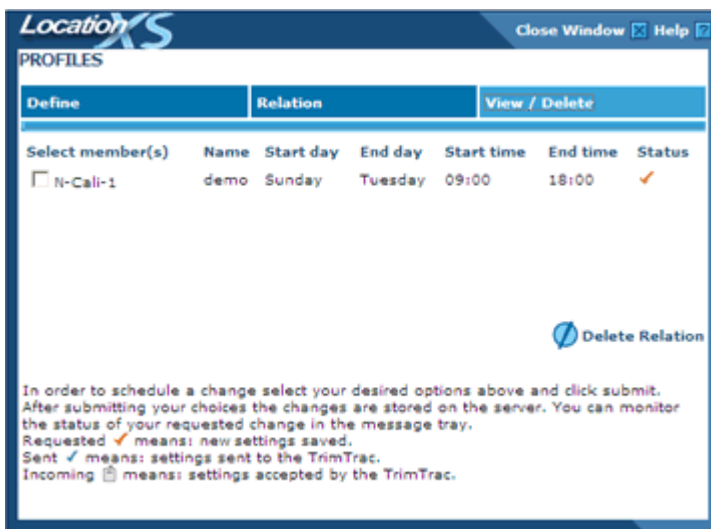 LocationXS
Close Window Help
PROFILES
Define Relation View / Delete
Select member(s) Name Start day End day Start time End time Status
N-Cali-1 demo Sunday Tuesday 09:00 18:00
Delete Relation
In order to schedule a change select your desired options above and click submit.
After submitting your choices the changes are stored on the server. You can monitor
the status of your requested change in the message tray.
Requested ✓ means: new settings saved.
Sent ✓ means: settings sent to the TrimTrac.
Incoming means: settings accepted by the TrimTrac.